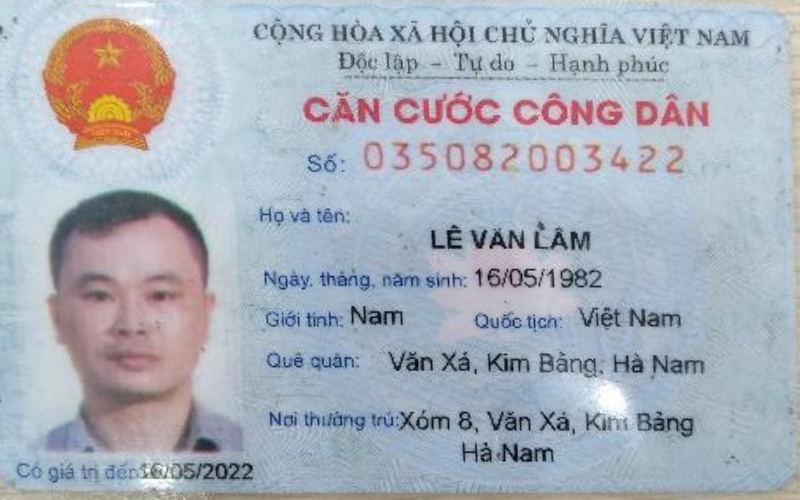 CỘNG HÒA XÃ HỘI CHỦ NGHĨA VIỆT NAM
Độc lập - Tự do - Hạnh phúc
CĂN CƯỚC CÔNG DÂN
Số: 035082003422
Họ và tên:
LÊ VĂN LÂM
Ngày, tháng, năm sinh: 16/05/1982
Giới tính: Nam Quốc tịch: Việt Nam
Quê quán: Văn Xá, Kim Bảng, Hà Nam
Nơi thường trú: Xóm 8, Văn Xá, Kim Bảng
Hà Nam
Có giá trị đến 16/05/2022